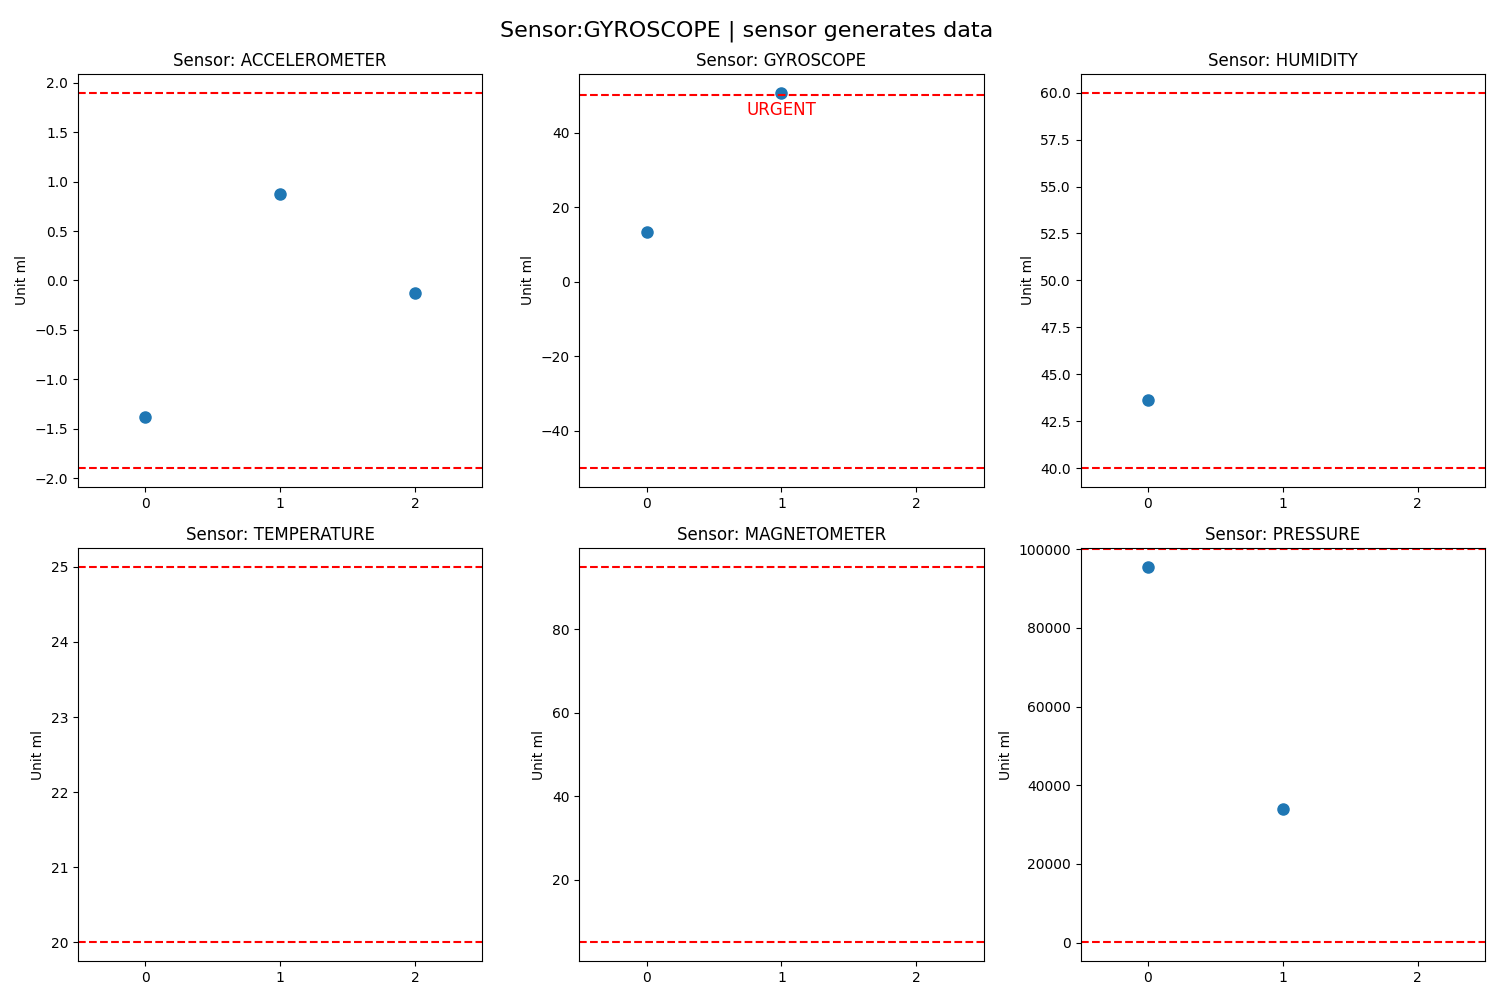 Sensor:GYROSCOPE | sensor generates data
Sensor: ACCELEROMETER
Unit ml
2.0
1.5
1.0
0.5
0.0
−0.5
−1.0
−1.5
−2.0
0 1 2
Sensor: GYROSCOPE
Unit ml
URGENT
40
20
0
−20
−40
0 1 2
Sensor: HUMIDITY
Unit ml
60.0
57.5
55.0
52.5
50.0
47.5
45.0
42.5
40.0
0 1 2
Sensor: TEMPERATURE
Unit ml
25
24
23
22
21
20
0 1 2
Sensor: MAGNETOMETER
Unit ml
80
60
40
20
0 1 2
Sensor: PRESSURE
Unit ml
100000
80000
60000
40000
20000
0
0 1 2